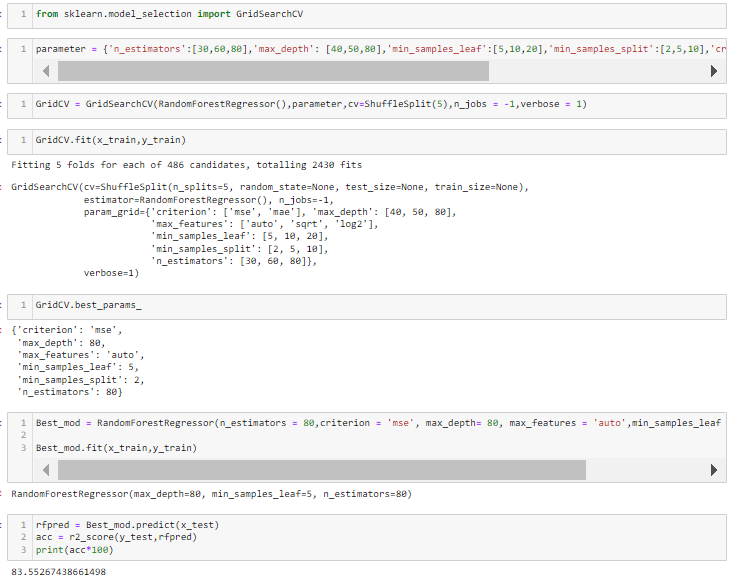 1 from sklearn.model_selection import GridSearchCV
1 parameter = {'n_estimators':[30,60,80],'max_depth': [40,50,80],'min_samples_leaf':[5,10,20],'min_samples_split':[2,5,10],'cr
1 GridCV = GridSearchCV(RandomForestRegressor(),parameter,cv=ShuffleSplit(5),n_jobs = -1,verbose = 1)
1 GridCV.fit(x_train,y_train)
Fitting 5 folds for each of 486 candidates, totalling 2430 fits
: GridSearchCV(cv=ShuffleSplit(n_splits=5, random_state=None, test_size=None, train_size=None),
estimator=RandomForestRegressor(), n_jobs=-1,
param_grid={'criterion': ['mse', 'mae'], 'max_depth': [40, 50, 80],
'max_features': ['auto', 'sqrt', 'log2'],
'min_samples_leaf': [5, 10, 20],
'min_samples_split': [2, 5, 10],
'n_estimators': [30, 60, 80]},
verbose=1)
: 1 GridCV.best_params_
: {'criterion': 'mse',
'max_depth': 80,
'max_features': 'auto',
'min_samples_leaf': 5,
'min_samples_split': 2,
'n_estimators': 80}
: 1 Best_mod = RandomForestRegressor(n_estimators = 80,criterion = 'mse', max_depth= 80, max_features = 'auto',min_samples_leaf
2
3 Best_mod.fit(x_train,y_train)
: RandomForestRegressor(max_depth=80, min_samples_leaf=5, n_estimators=80)
: 1 rfpred = Best_mod.predict(x_test)
2 acc = r2_score(y_test,rfpred)
3 print(acc*100)
83.55267438661498